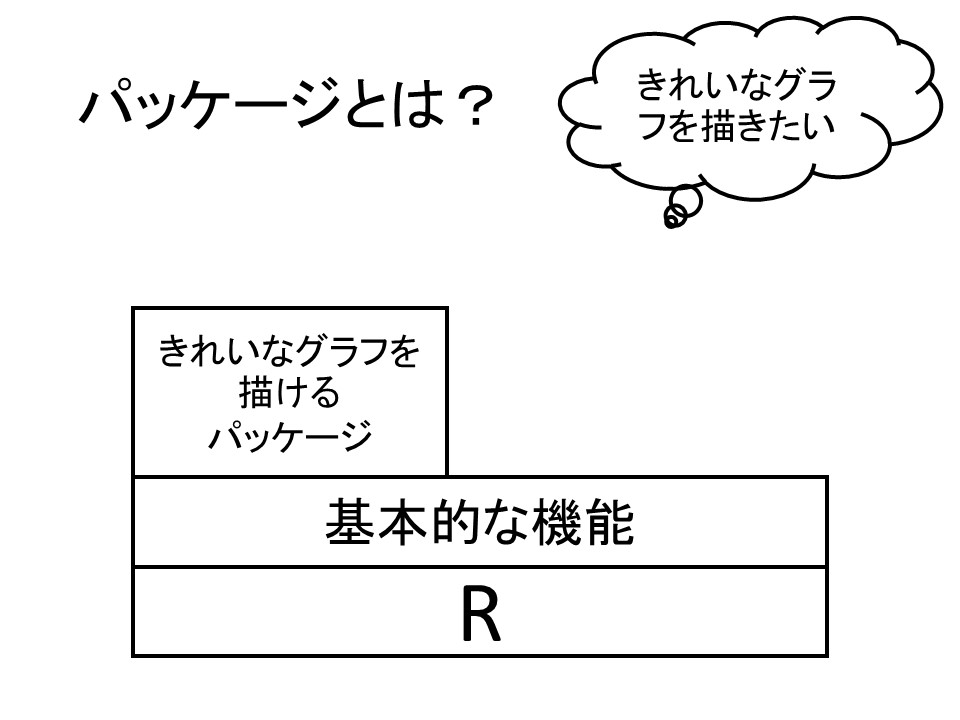 パッケージとは？
きれいなグラ
フを描きたい
きれいなグラフを
描ける
パッケージ
基本的な機能
R